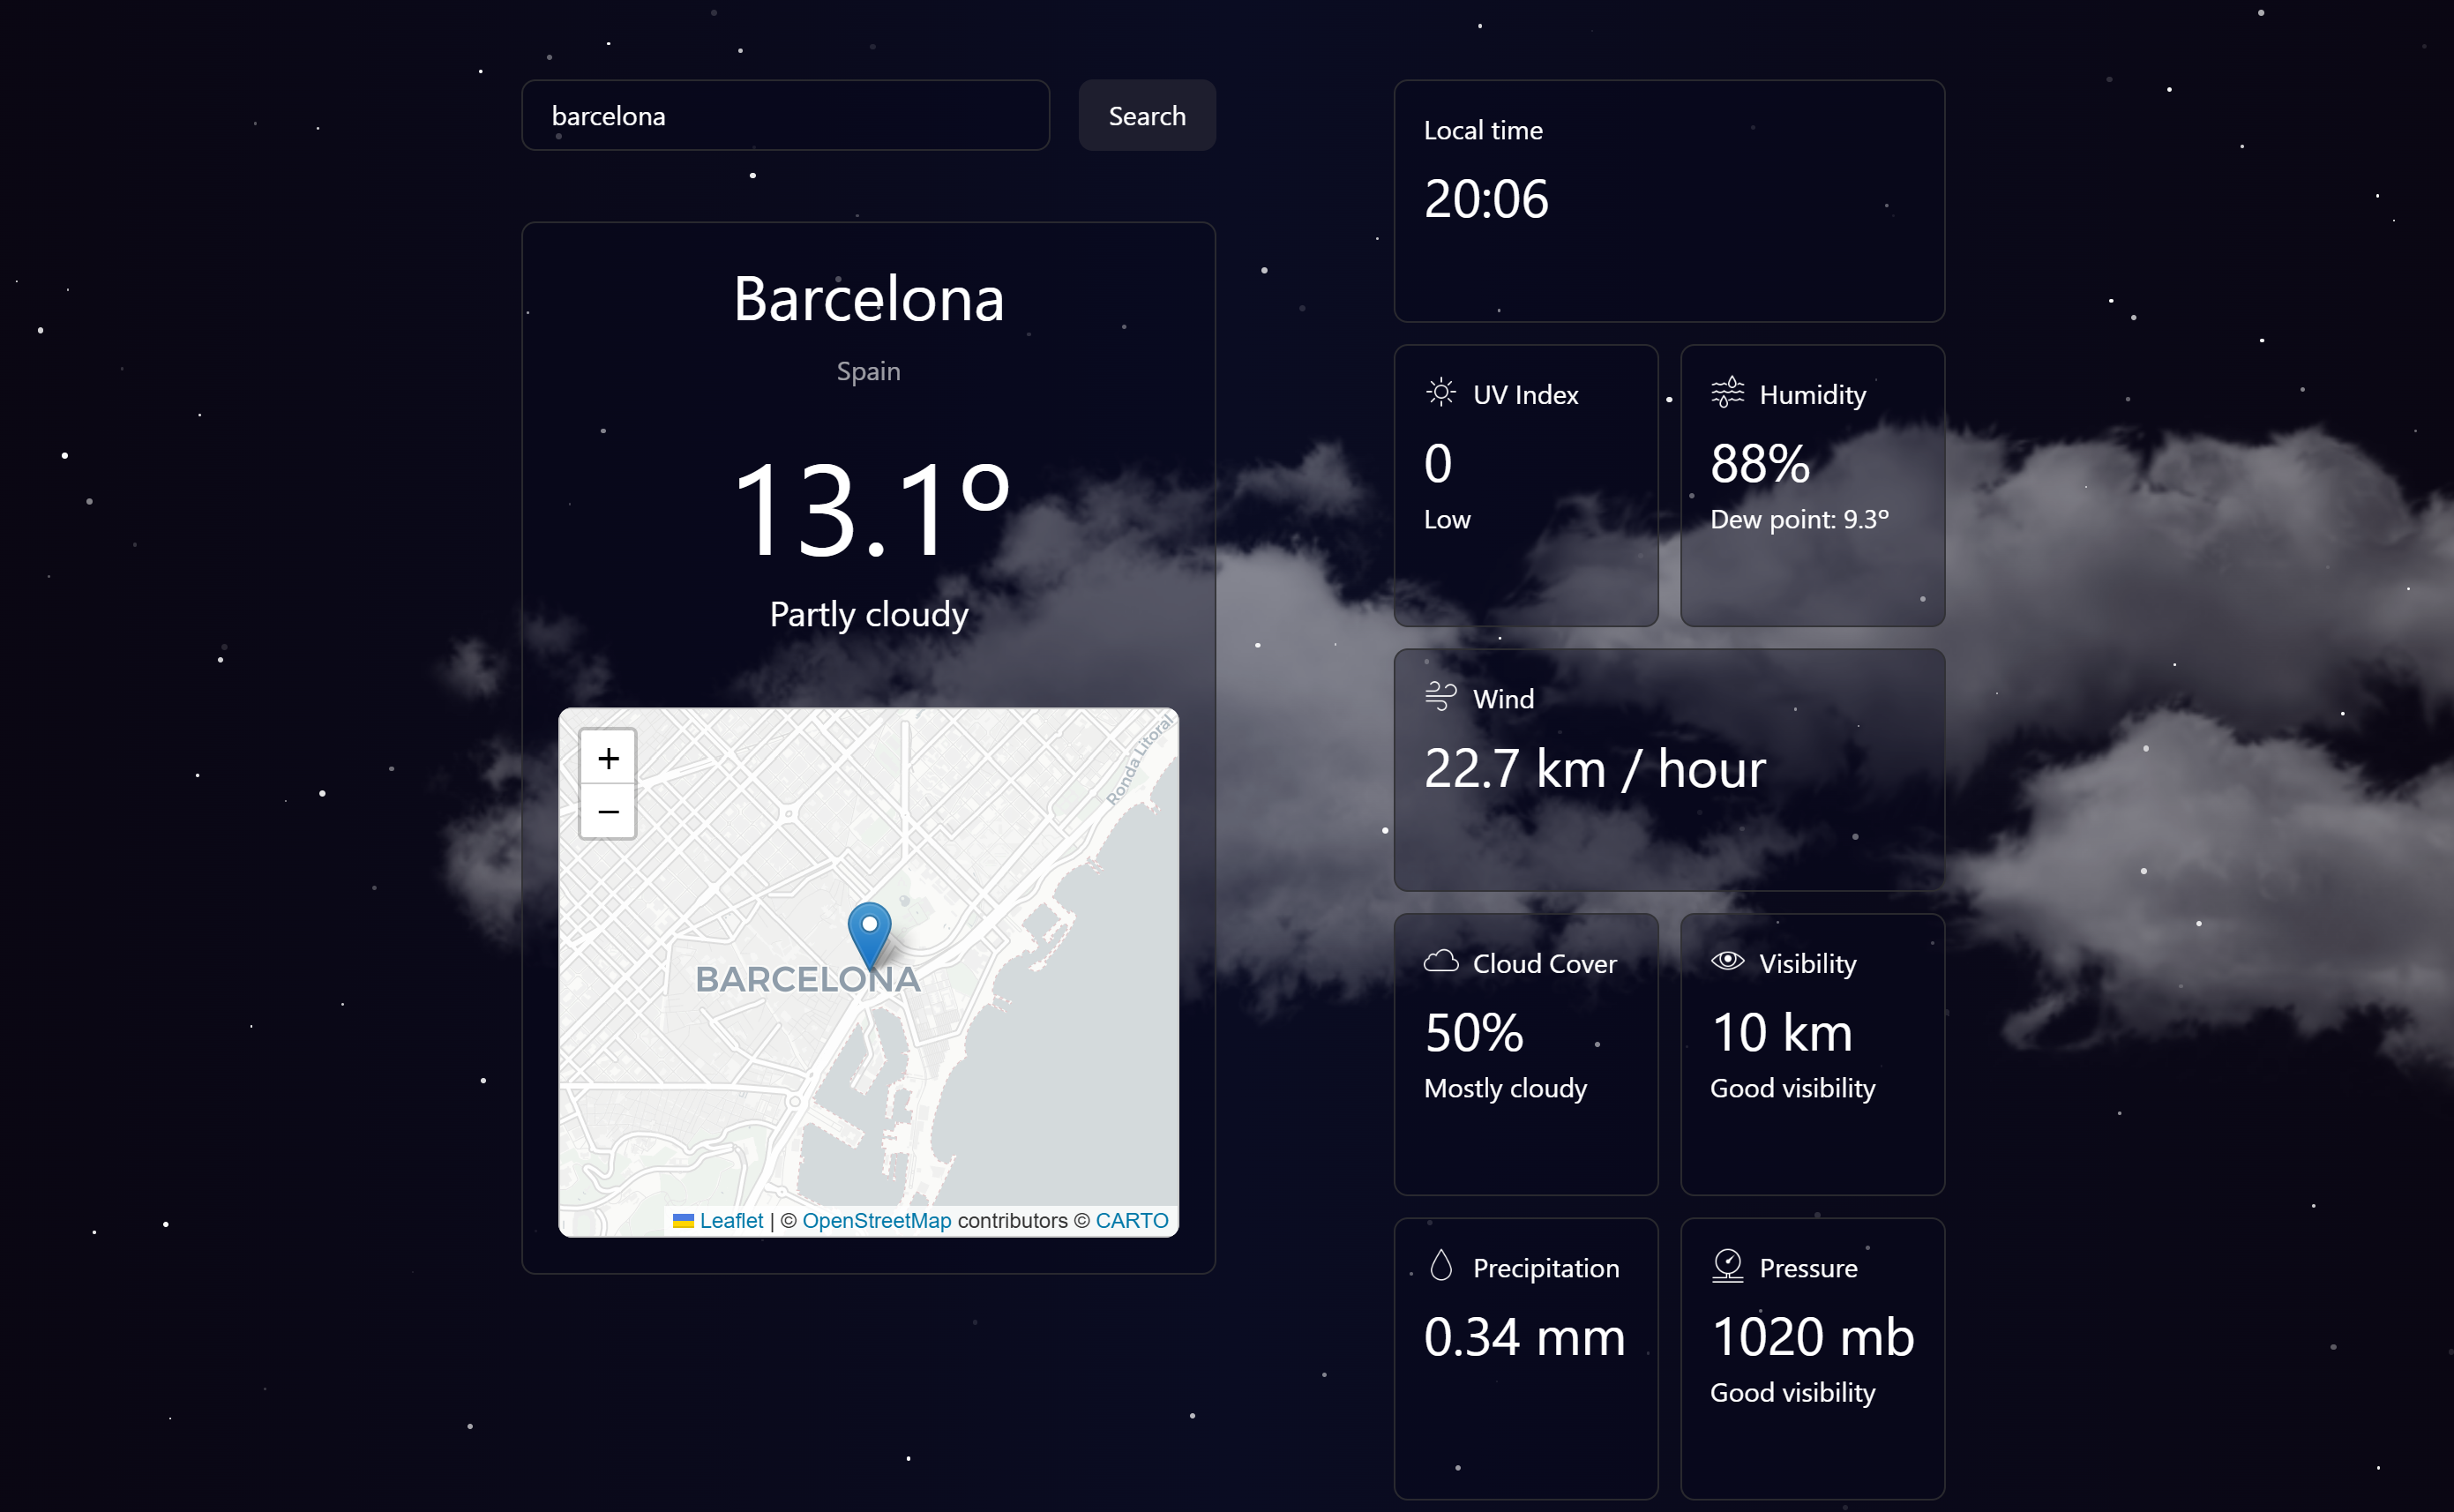 barcelona
Search
Barcelona
Spain
13.1°
Partly cloudy
+
−
Ronda Litoral
BARCELONA
Leaflet | © OpenStreetMap contributors © CARTO
Local time
20:06
UV Index
0
Low
Humidity
88%
Dew point: 9.3°
Wind
22.7 km / hour
Cloud Cover
50%
Mostly cloudy
Visibility
10 km
Good visibility
Precipitation
0.34 mm
Pressure
1020 mb
Good visibility